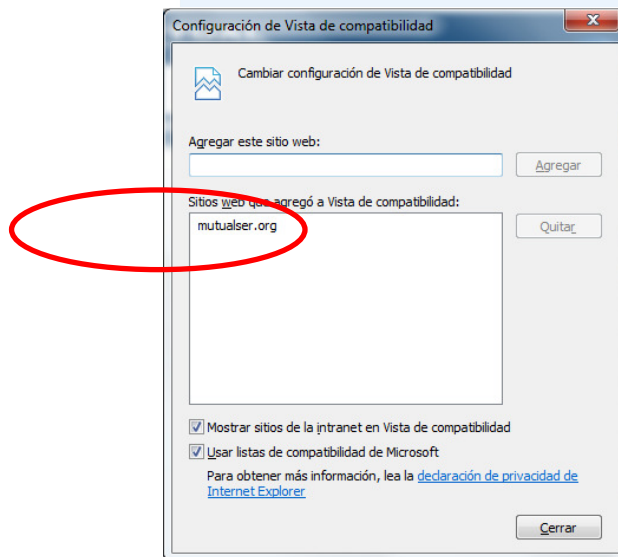 Configuración de Vista de compatibilidad
Cambiar configuración de Vista de compatibilidad
Agregar este sitio web:
Agregar
Sitios web que agregó a Vista de compatibilidad:
mutualser.org
Quitar
Mostrar sitios de la intranet en Vista de compatibilidad
Usar listas de compatibilidad de Microsoft
Para obtener más información, lea la declaración de privacidad de
Internet Explorer
Cerrar